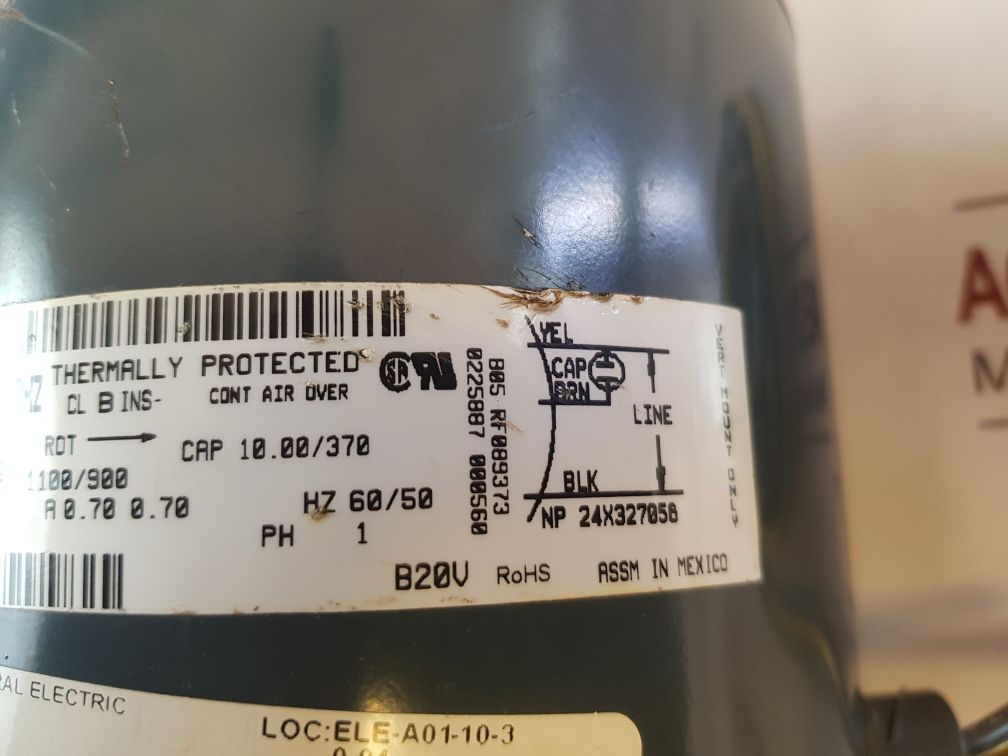 THERMALLY PROTECTED
CL B INS-
CONT AIR OVER
ROT
CAP 10.00/370
1100/900
A 0.70 0.70
HZ 60/50
PH 1
B20V RoHS ASSM IN MEXICO
B05 RF089373
0225887 000560
YEL
CAP
BRN
LINE
BLK
NP 24X327056
VERT MOUNT ONLY
ELECTRIC
LOC:ELE-A01-10-3